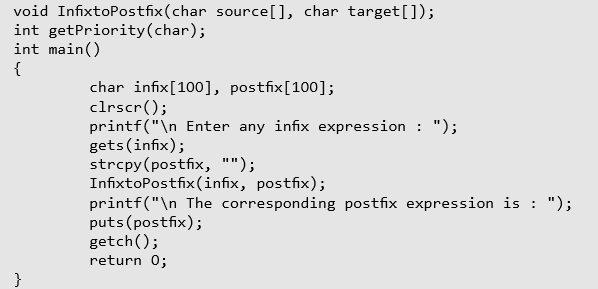 void InfixtoPostfix(char source[], char target[]);
int getPriority(char);
int main()
{
char infix[100], postfix[100];
clrscr();
printf("\n Enter any infix expression : ");
gets(infix);
strcpy(postfix, "");
InfixtoPostfix(infix, postfix);
printf("\n The corresponding postfix expression is : ");
puts(postfix);
getch();
return 0;
}